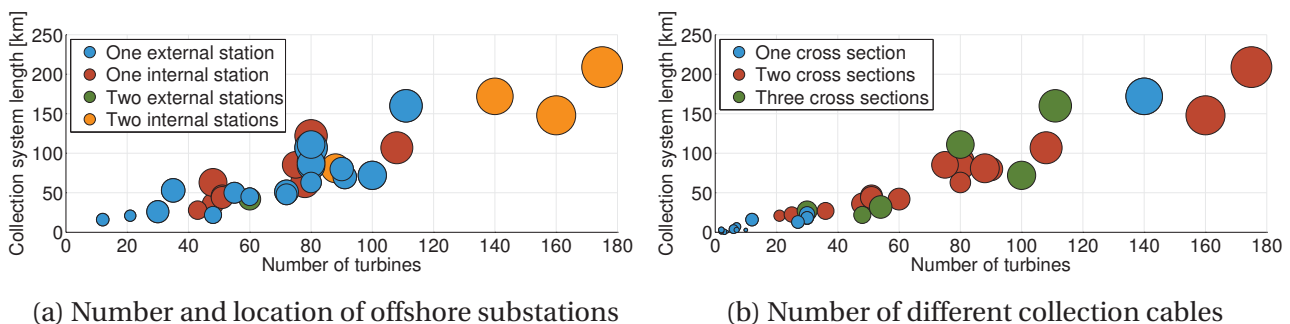 Collection system length [km]
250
200
150
100
50
0
One external station
One internal station
Two external stations
Two internal stations
0 20 40 60 80 100 120 140 160 180
Number of turbines
(a) Number and location of offshore substations
Collection system length [km]
250
200
150
100
50
0
One cross section
Two cross sections
Three cross sections
0 20 40 60 80 100 120 140 160 180
Number of turbines
(b) Number of different collection cables